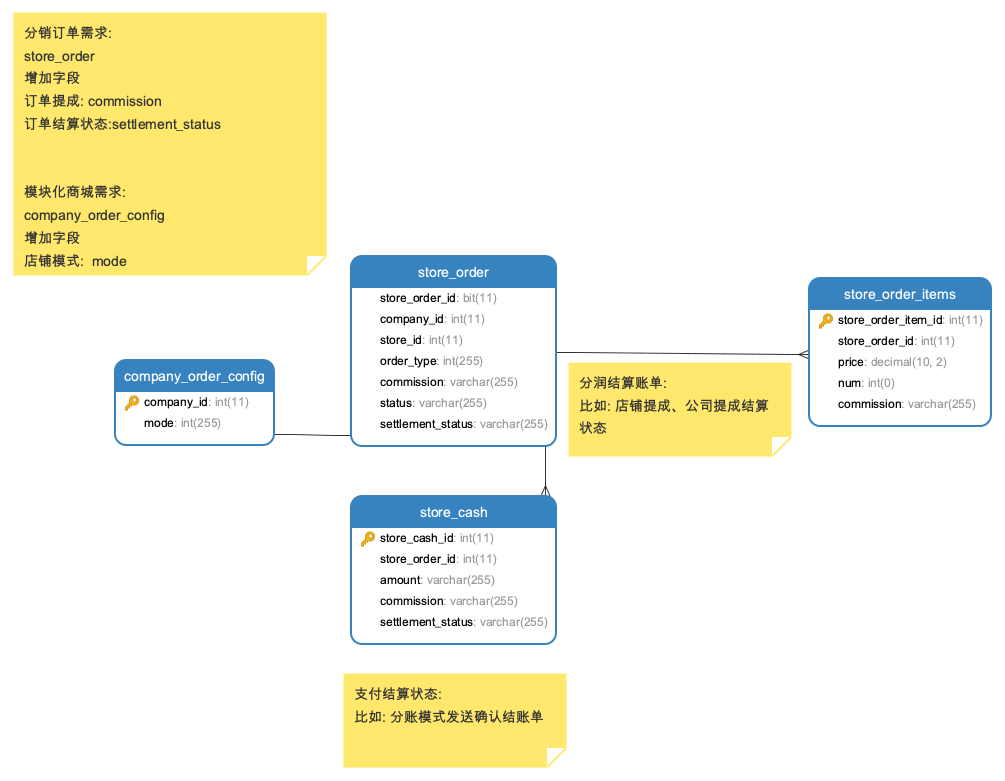 分销订单需求:
store_order
增加字段
订单提成: commission
订单结算状态:settlement_status
模块化商城需求:
company_order_config
增加字段
店铺模式: mode
store_order
store_order_id: bit(11)
company_id: int(11)
store_id: int(11)
order_type: int(255)
commission: varchar(255)
status: varchar(255)
settlement_status: varchar(255)
store_order_items
store_order_item_id: int(11)
store_order_id: int(11)
price: decimal(10, 2)
num: int(0)
commission: varchar(255)
company_order_config
company_id: int(11)
mode: int(255)
分润结算账单:
比如: 店铺提成、公司提成结算
状态
store_cash
store_cash_id: int(11)
store_order_id: int(11)
amount: varchar(255)
commission: varchar(255)
settlement_status: varchar(255)
支付结算状态:
比如: 分账模式发送确认结账单